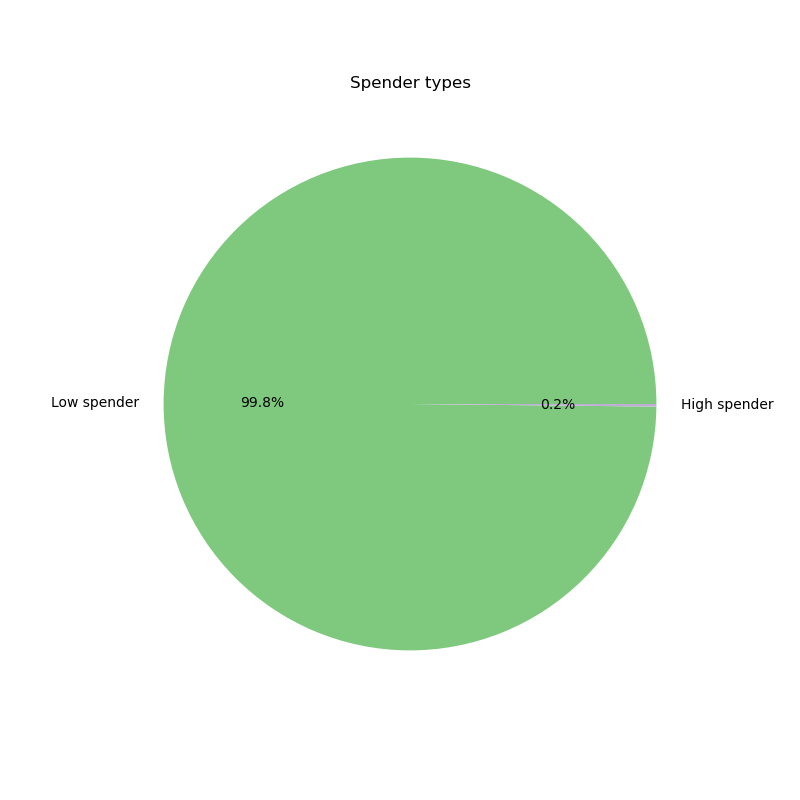 Spender types
Low spender
99.8%
0.2%
High spender